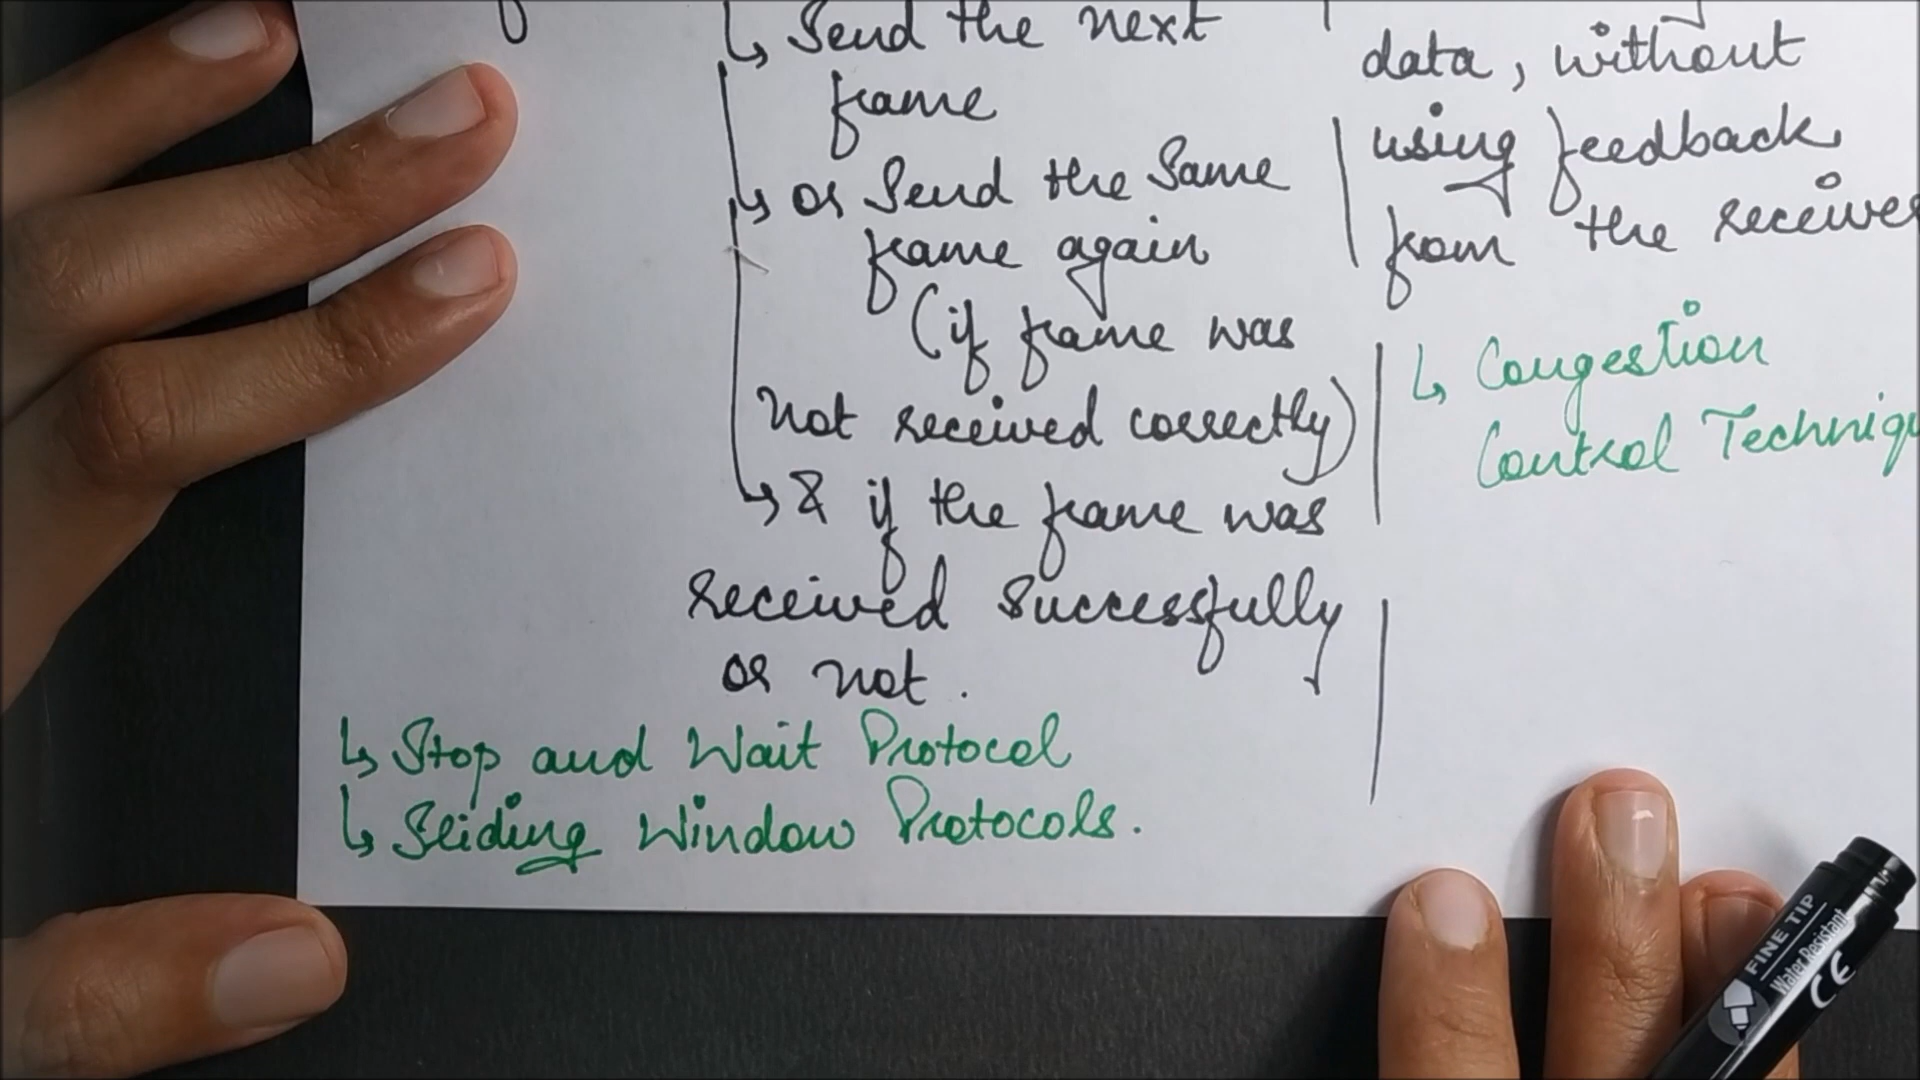 ↳ Send the next
frame
↳ or Send the Same
frame again
(if frame was
not received correctly)
↳ & if the frame was
received successfully
or not.
↳ Stop and Wait Protocol
↳ Sliding Window Protocols.
data, without
using feedback
from the receiver
↳ Congestion
Control Techniqu
FINE TIP
Water Resistant
CE